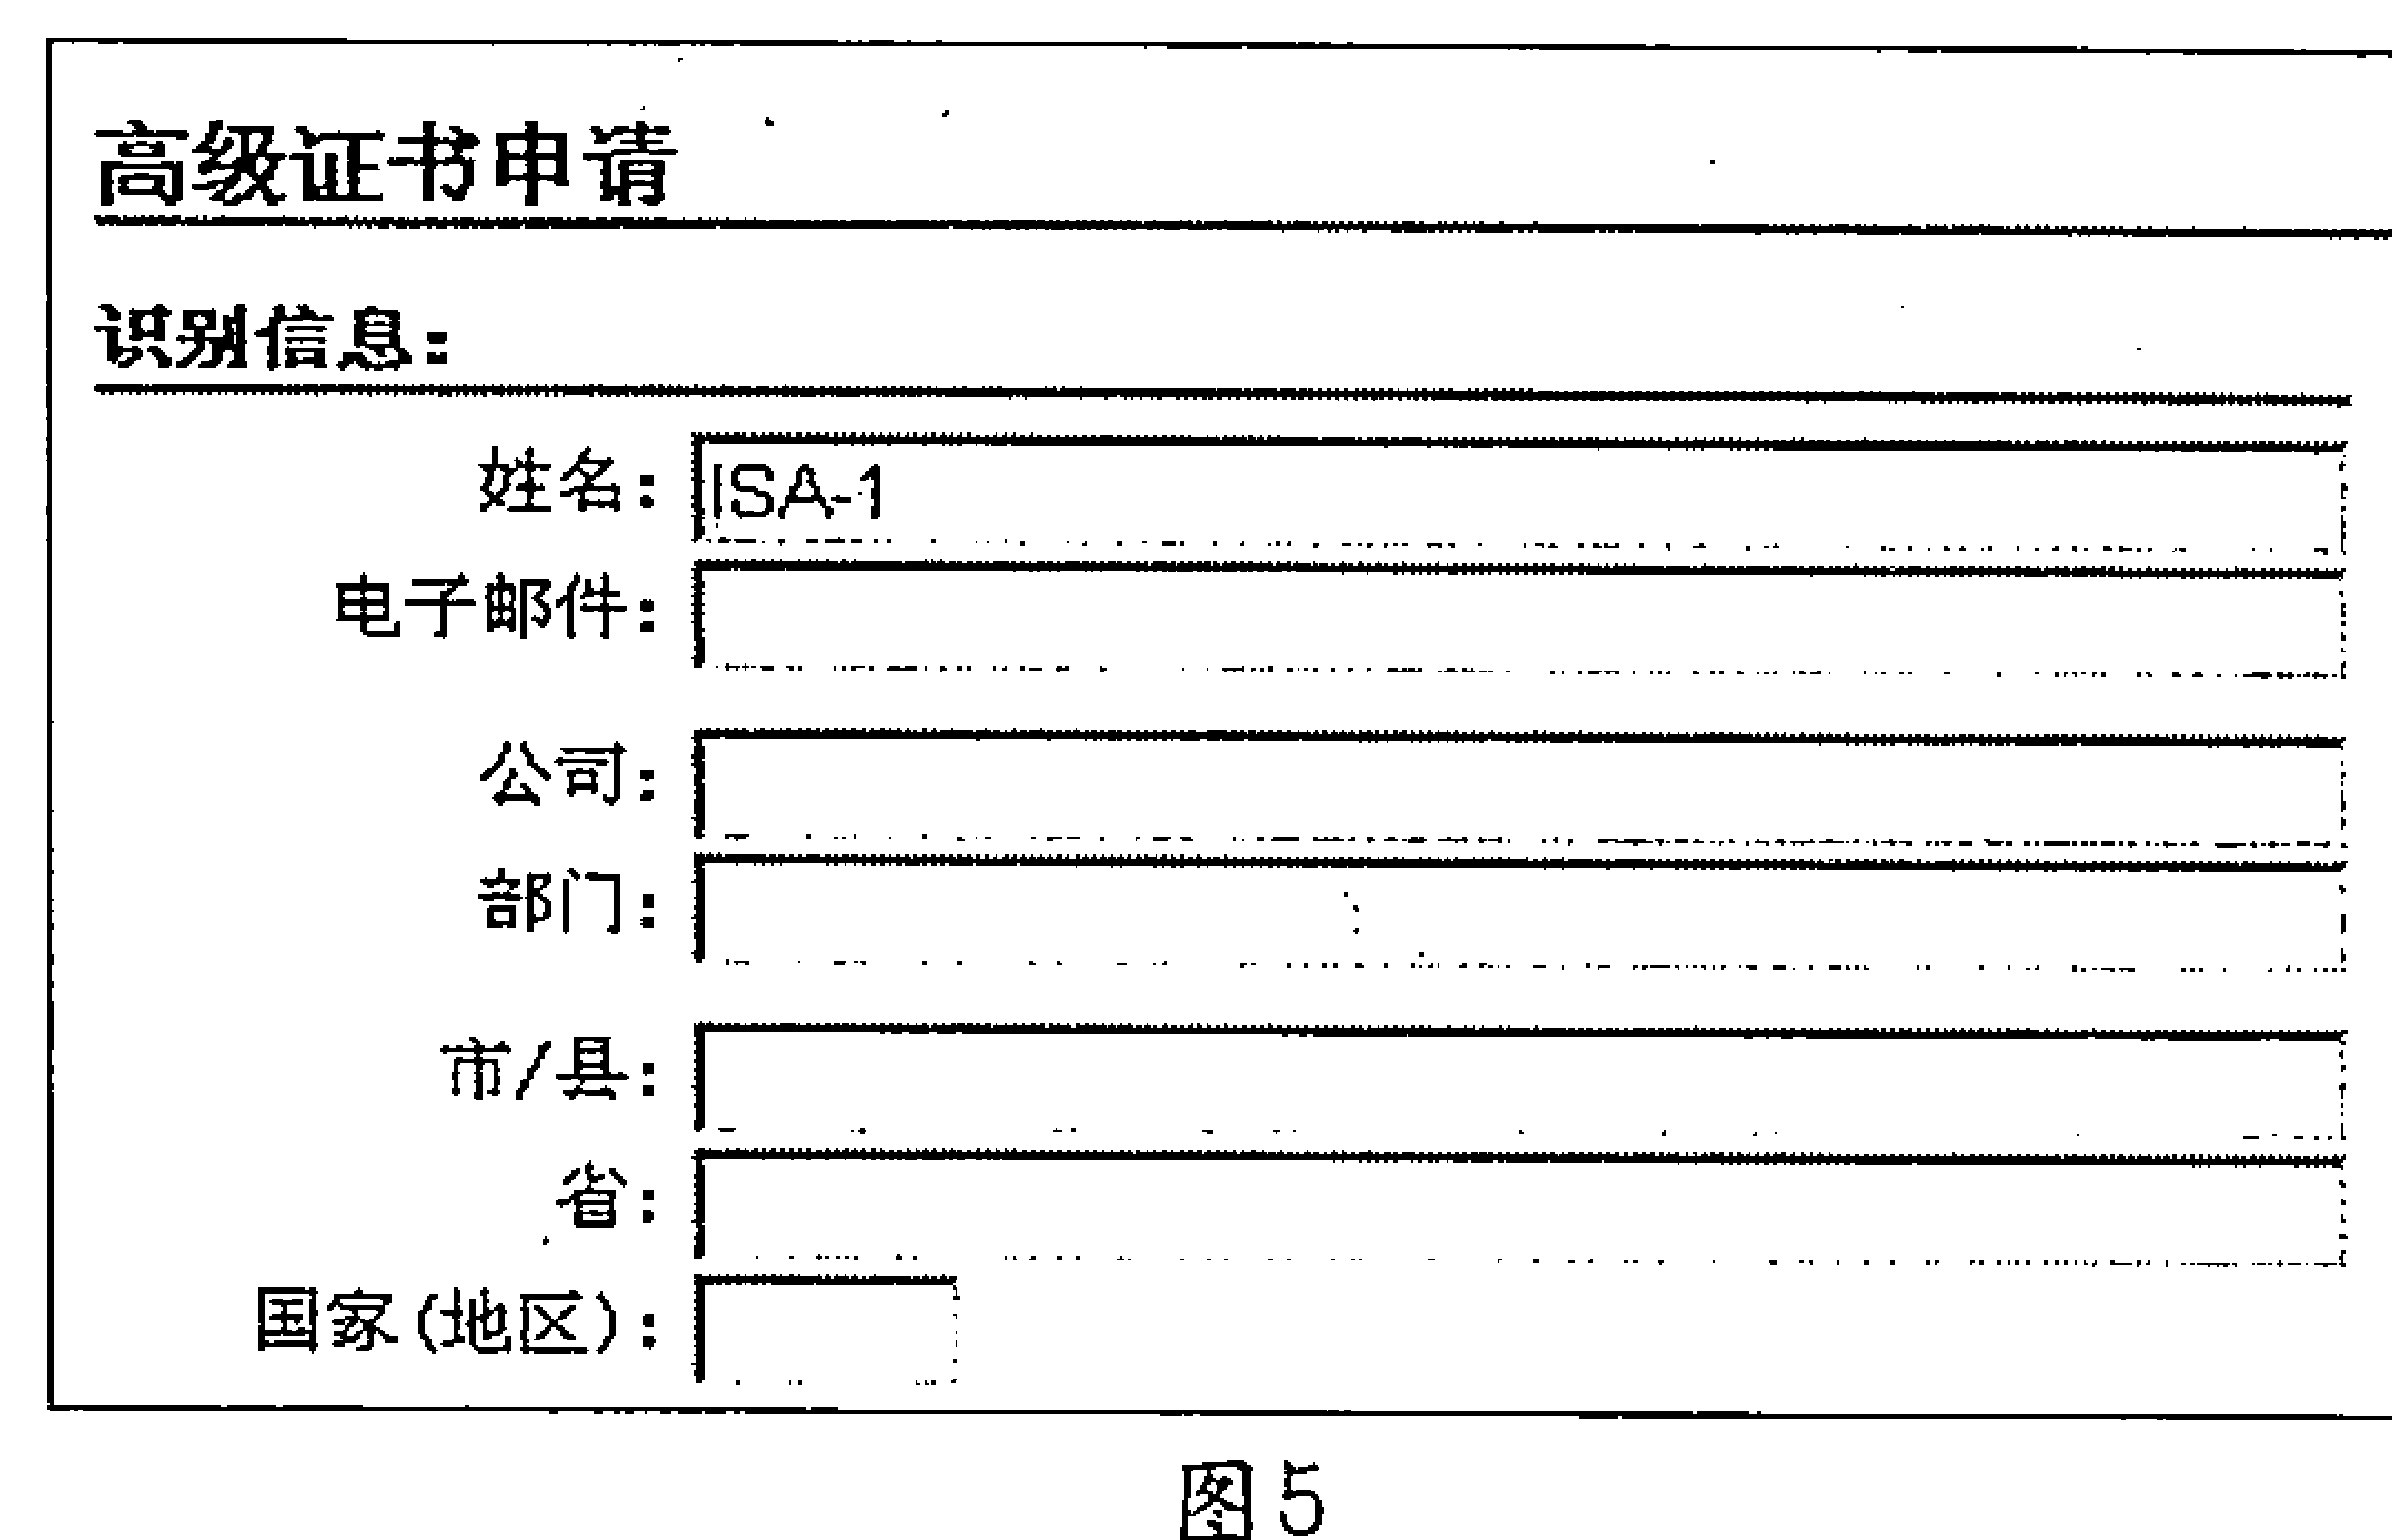 高级证书申请
识别信息:
姓名: ISA-1
电子邮件:
公司:
部门:
市/县:
省:
国家(地区):
图5